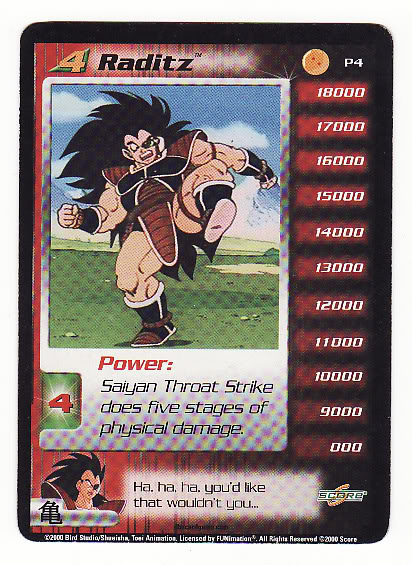 4 Raditz™
P4
18000
17000
16000
15000
14000
13000
12000
11000
10000
9000
000
Power:
Saiyan Throat Strike
does five stages of
physical damage.
4
Ha, ha, ha, you'd like
that wouldn't you...
SCORE
亀
©2000 Bird Studio/Shueisha, Toei Animation. Licensed by FUNimation®. All Rights Reserved ©2000 Score